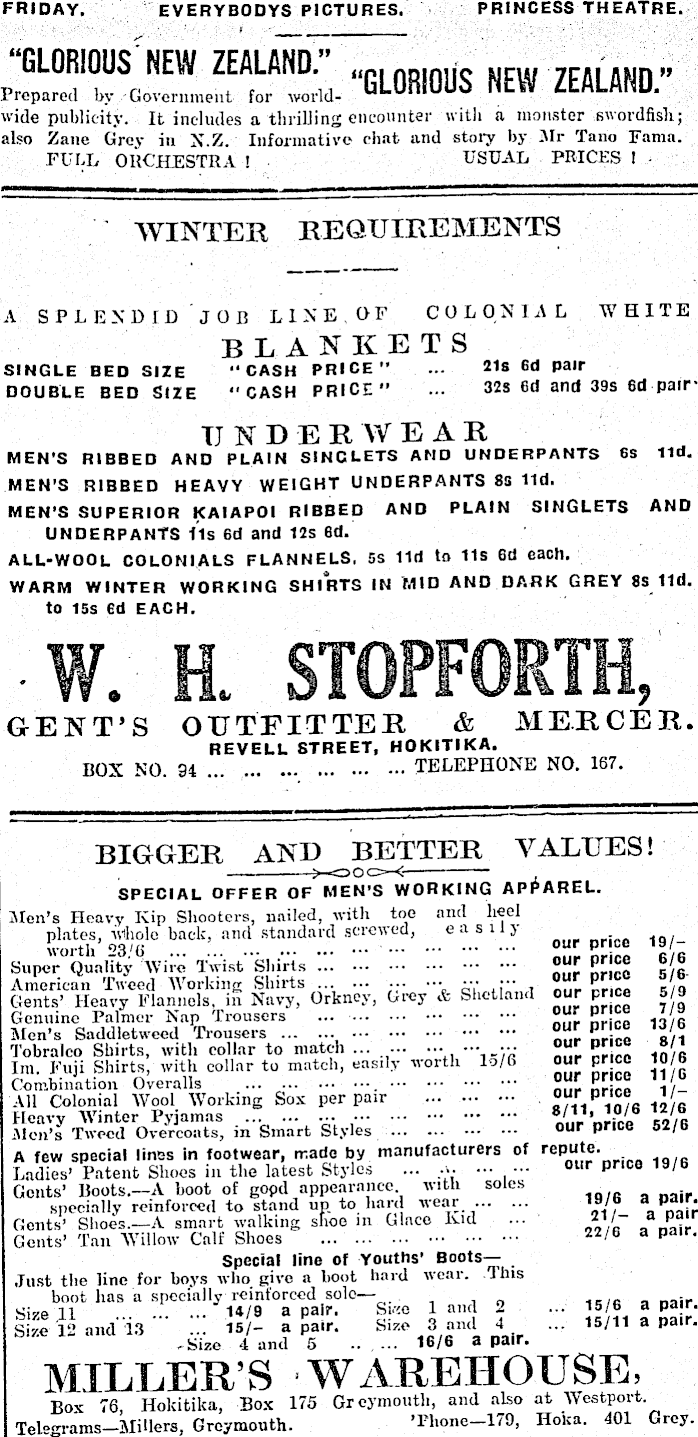 FRIDAY. EVERYBODYS PICTURES. PRINCESS THEATRE.
"GLORIOUS NEW ZEALAND." "GLORIOUS NEW ZEALAND."
Prepared by Government for world-
wide publicity. It includes a thrilling encounter with a monster swordfish;
also Zane Grey in N.Z. Informative chat and story by Mr Tano Fama.
FULL ORCHESTRA! USUAL PRICES!
WINTER REQUIREMENTS
A SPLENDID JOB LINE OF COLONIAL WHITE
BLANKETS
SINGLE BED SIZE "CASH PRICE" ... 21s 6d pair
DOUBLE BED SIZE "CASH PRICE" ... 32s 6d and 39s 6d pair
UNDERWEAR
MEN'S RIBBED AND PLAIN SINGLETS AND UNDERPANTS 6s 11d.
MEN'S RIBBED HEAVY WEIGHT UNDERPANTS 8s 11d.
MEN'S SUPERIOR KAIAPOI RIBBED AND PLAIN SINGLETS AND
UNDERPANTS 11s 6d and 12s 6d.
ALL-WOOL COLONIALS FLANNELS, 5s 11d to 11s 6d each.
WARM WINTER WORKING SHIRTS IN MID AND DARK GREY 8s 11d.
to 15s 6d EACH.
W. H. STOPFORTH,
GENT'S OUTFITTER & MERCER.
REVELL STREET, HOKITIKA.
BOX NO. 94 ... ... ... ... ... ... TELEPHONE NO. 167.
BIGGER AND BETTER VALUES!
SPECIAL OFFER OF MEN'S WORKING APPAREL.
Men's Heavy Kip Shooters, nailed, with toe and heel
plates, whole back, and standard screwed, easily
worth 23/6 ... ... ... ... ... ... ... ... ... our price 19/-
Super Quality Wire Twist Shirts ... ... ... ... ... ... our price 6/6
American Tweed Working Shirts ... ... ... ... ... ... our price 5/6
Gents' Heavy Flannels, in Navy, Orkney, Grey & Shetland our price 5/9
Genuine Palmer Nap Trousers ... ... ... ... ... ... our price 7/9
Men's Saddletweed Trousers ... ... ... ... ... ... ... our price 13/6
Tobralco Shirts, with collar to match ... ... ... ... ... our price 8/1
Im. Fuji Shirts, with collar to match, easily worth 15/6 our price 10/6
Combination Overalls ... ... ... ... ... ... ... ... our price 11/6
All Colonial Wool Working Sox per pair ... ... ... our price 1/-
Heavy Winter Pyjamas ... ... ... ... ... ... ... 8/11, 10/6 12/6
Men's Tweed Overcoats, in Smart Styles ... ... ... ... our price 52/6
A few special lines in footwear, made by manufacturers of repute.
Ladies' Patent Shoes in the latest Styles ... ... ... ... our price 19/6
Gents' Boots.—A boot of good appearance, with soles
specially reinforced to stand up to hard wear ... ... 19/6 a pair.
Gents' Shoes.—A smart walking shoe in Glace Kid ... 21/- a pair
Gents' Tan Willow Calf Shoes ... ... ... ... ... ... 22/6 a pair.
Special line of Youths' Boots—
Just the line for boys who give a boot hard wear. This
boot has a specially reinforced sole—
Size 11 ... ... ... ... 14/9 a pair. Size 1 and 2 ... 15/6 a pair.
Size 12 and 13 ... 15/- a pair. Size 3 and 4 ... 15/11 a pair.
Size 4 and 5 ... ... 16/6 a pair.
MILLER'S WAREHOUSE,
Box 76, Hokitika, Box 175 Greymouth, and also at Westport.
Telegrams—Millers, Greymouth. 'Phone—179, Hoka. 401 Grey.